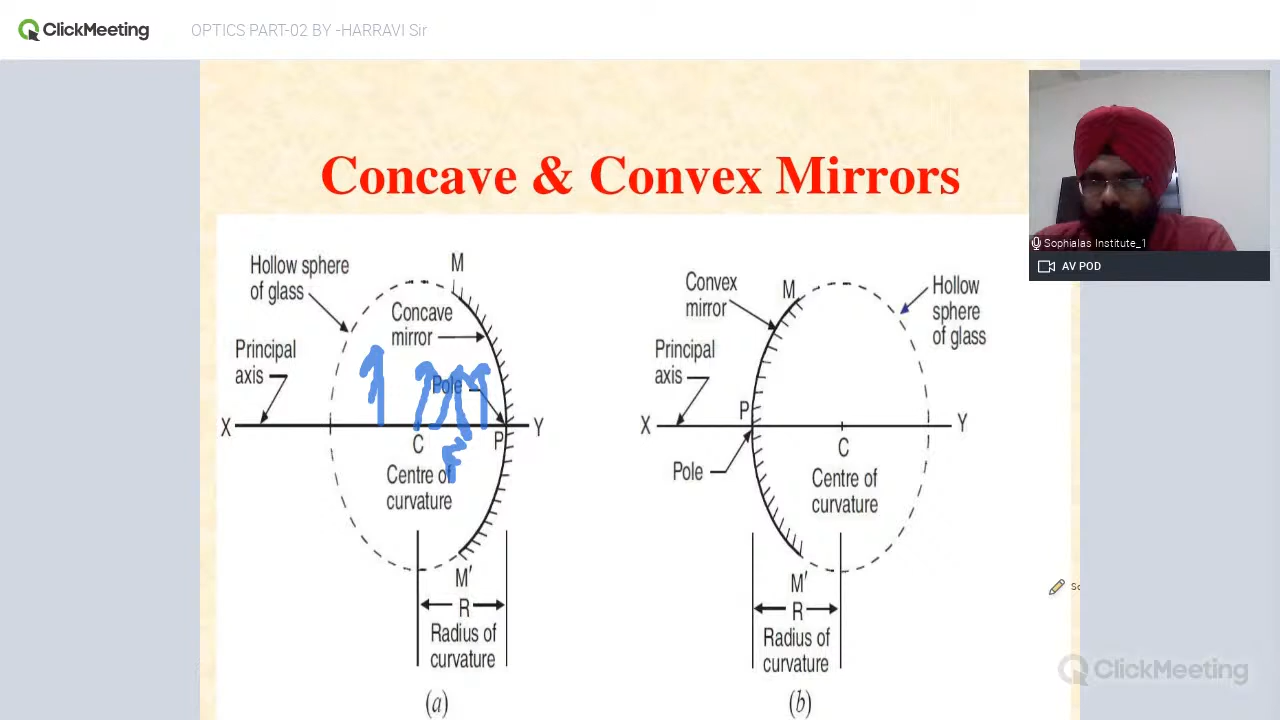 ClickMeeting
OPTICS PART-02 BY -HARRAVI Sir
Concave & Convex Mirrors
Hollow sphere
of glass
M
Concave
mirror
Principal
axis
Pole
X
Y
C
P
F
Centre of
curvature
M'
R
Radius of
curvature
(a)
Convex
mirror
M
Hollow
sphere
of glass
Principal
axis
P
X
Y
C
Pole
Centre of
curvature
M'
R
Radius of
curvature
(b)
Sophialas Institute_1
AV POD
ClickMeeting